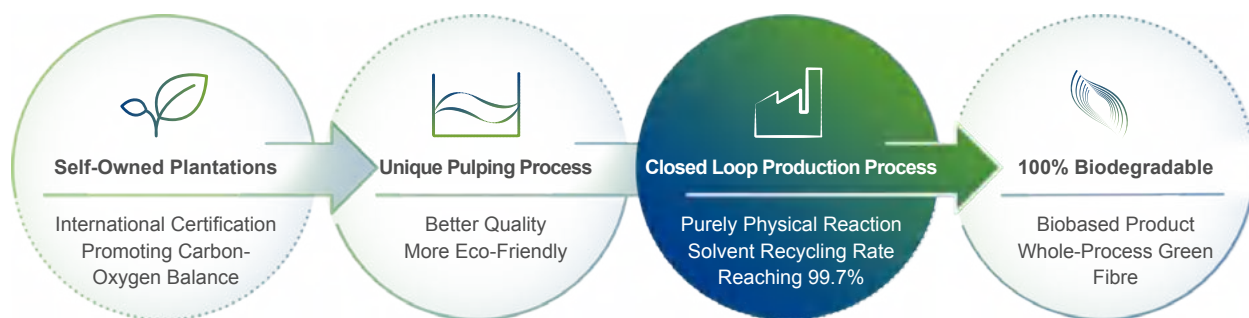 Self-Owned Plantations
International Certification
Promoting Carbon-
Oxygen Balance
Unique Pulping Process
Better Quality
More Eco-Friendly
Closed Loop Production Process
Purely Physical Reaction
Solvent Recycling Rate
Reaching 99.7%
100% Biodegradable
Biobased Product
Whole-Process Green
Fibre